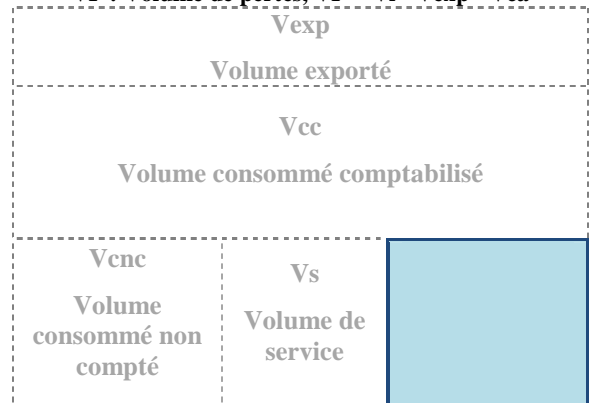 Vexp
Volume exporté
Vcc
Volume consommé comptabilisé
Vcnc
Volume
consommé non
compté
Vs
Volume de
service